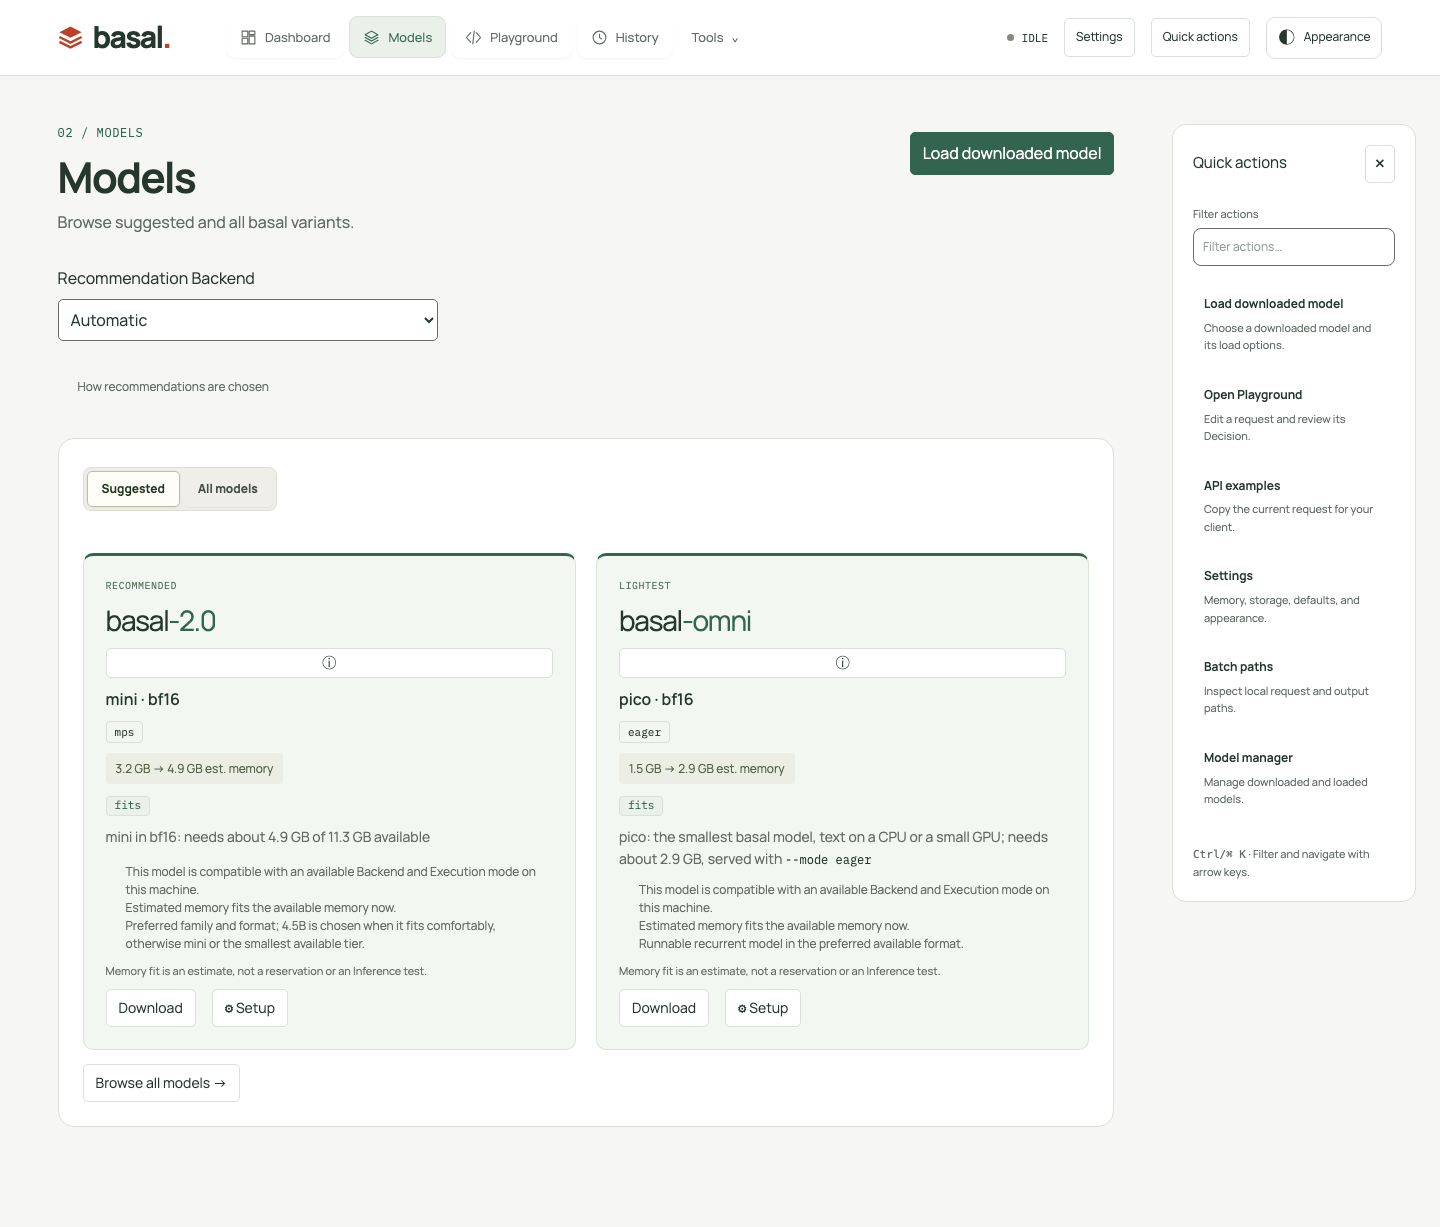 basal.
Dashboard
Models
Playground
History
Tools
IDLE
Settings
Quick actions
Appearance
02 / MODELS
Models
Browse suggested and all basal variants.
Load downloaded model
Recommendation Backend
Automatic
How recommendations are chosen
Suggested
All models
RECOMMENDED
basal-2.0
ⓘ
mini · bf16
mps
3.2 GB → 4.9 GB est. memory
fits
mini in bf16: needs about 4.9 GB of 11.3 GB available
This model is compatible with an available Backend and Execution mode on
this machine.
Estimated memory fits the available memory now.
Preferred family and format; 4.5B is chosen when it fits comfortably,
otherwise mini or the smallest available tier.
Memory fit is an estimate, not a reservation or an Inference test.
Download
⚙ Setup
LIGHTEST
basal-omni
ⓘ
pico · bf16
eager
1.5 GB → 2.9 GB est. memory
fits
pico: the smallest basal model, text on a CPU or a small GPU; needs
about 2.9 GB, served with --mode eager
This model is compatible with an available Backend and Execution mode on
this machine.
Estimated memory fits the available memory now.
Runnable recurrent model in the preferred available format.
Memory fit is an estimate, not a reservation or an Inference test.
Download
⚙ Setup
Browse all models →
Quick actions
×
Filter actions
Filter actions…
Load downloaded model
Choose a downloaded model and
its load options.
Open Playground
Edit a request and review its
Decision.
API examples
Copy the current request for your
client.
Settings
Memory, storage, defaults, and
appearance.
Batch paths
Inspect local request and output
paths.
Model manager
Manage downloaded and loaded
models.
Ctrl/⌘ K · Filter and navigate with
arrow keys.